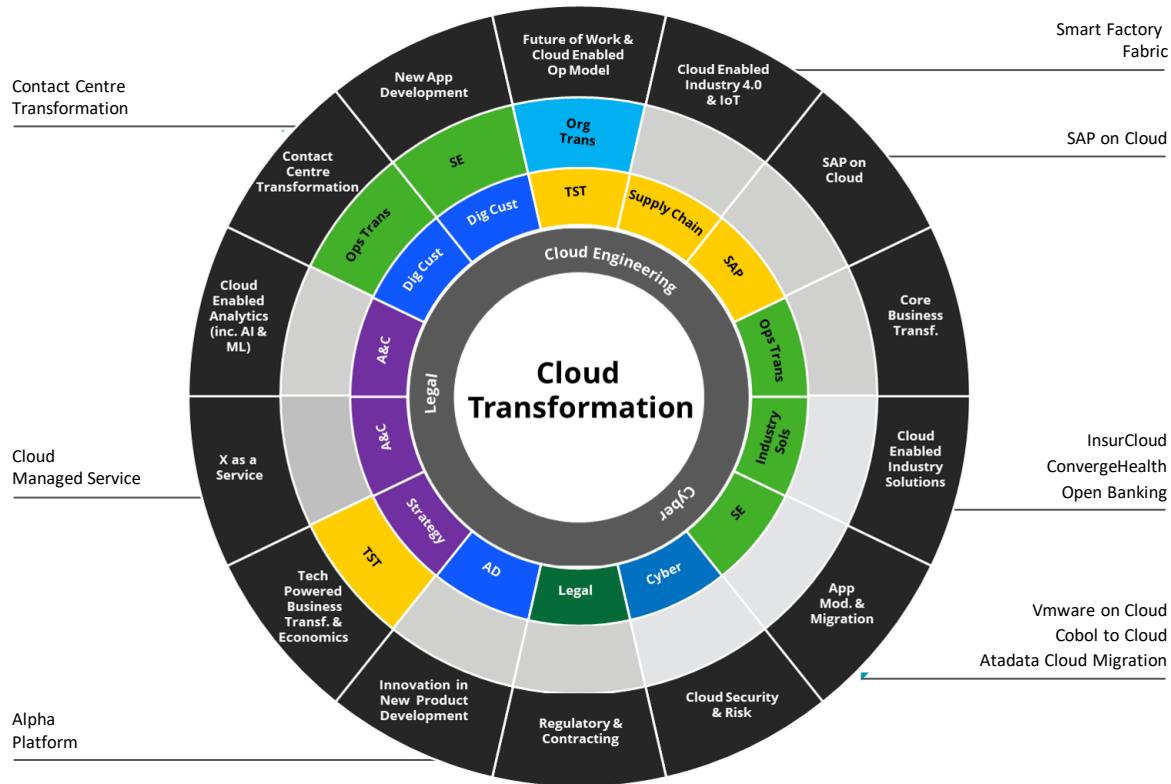 Future of Work &
Cloud Enabled
Op Model
Cloud Enabled
Industry 4.0
& IoT
SAP on
Cloud
Core
Business
Transf.
Cloud
Enabled
Industry
Solutions
App
Mod. &
Migration
Cloud Security
& Risk
Regulatory &
Contracting
Innovation in
New Product
Development
Tech
Powered
Business
Transf. &
Economics
X as a
Service
Cloud
Enabled
Analytics
(inc. AI &
ML)
Contact
Centre
Transformation
New App
Development
Org
Trans
TST
Supply Chain
SAP
Ops Trans
Industry
Sols
SE
Cyber
Legal
AD
Strategy
TST
A&C
A&C
Dig Cust
Ops Trans
Dig Cust
SE
Cloud Engineering
Cyber
Legal
Cloud
Transformation
Contact Centre
Transformation
Cloud
Managed Service
Alpha
Platform
Smart Factory
Fabric
SAP on Cloud
InsurCloud
ConvergeHealth
Open Banking
Vmware on Cloud
Cobol to Cloud
Atadata Cloud Migration